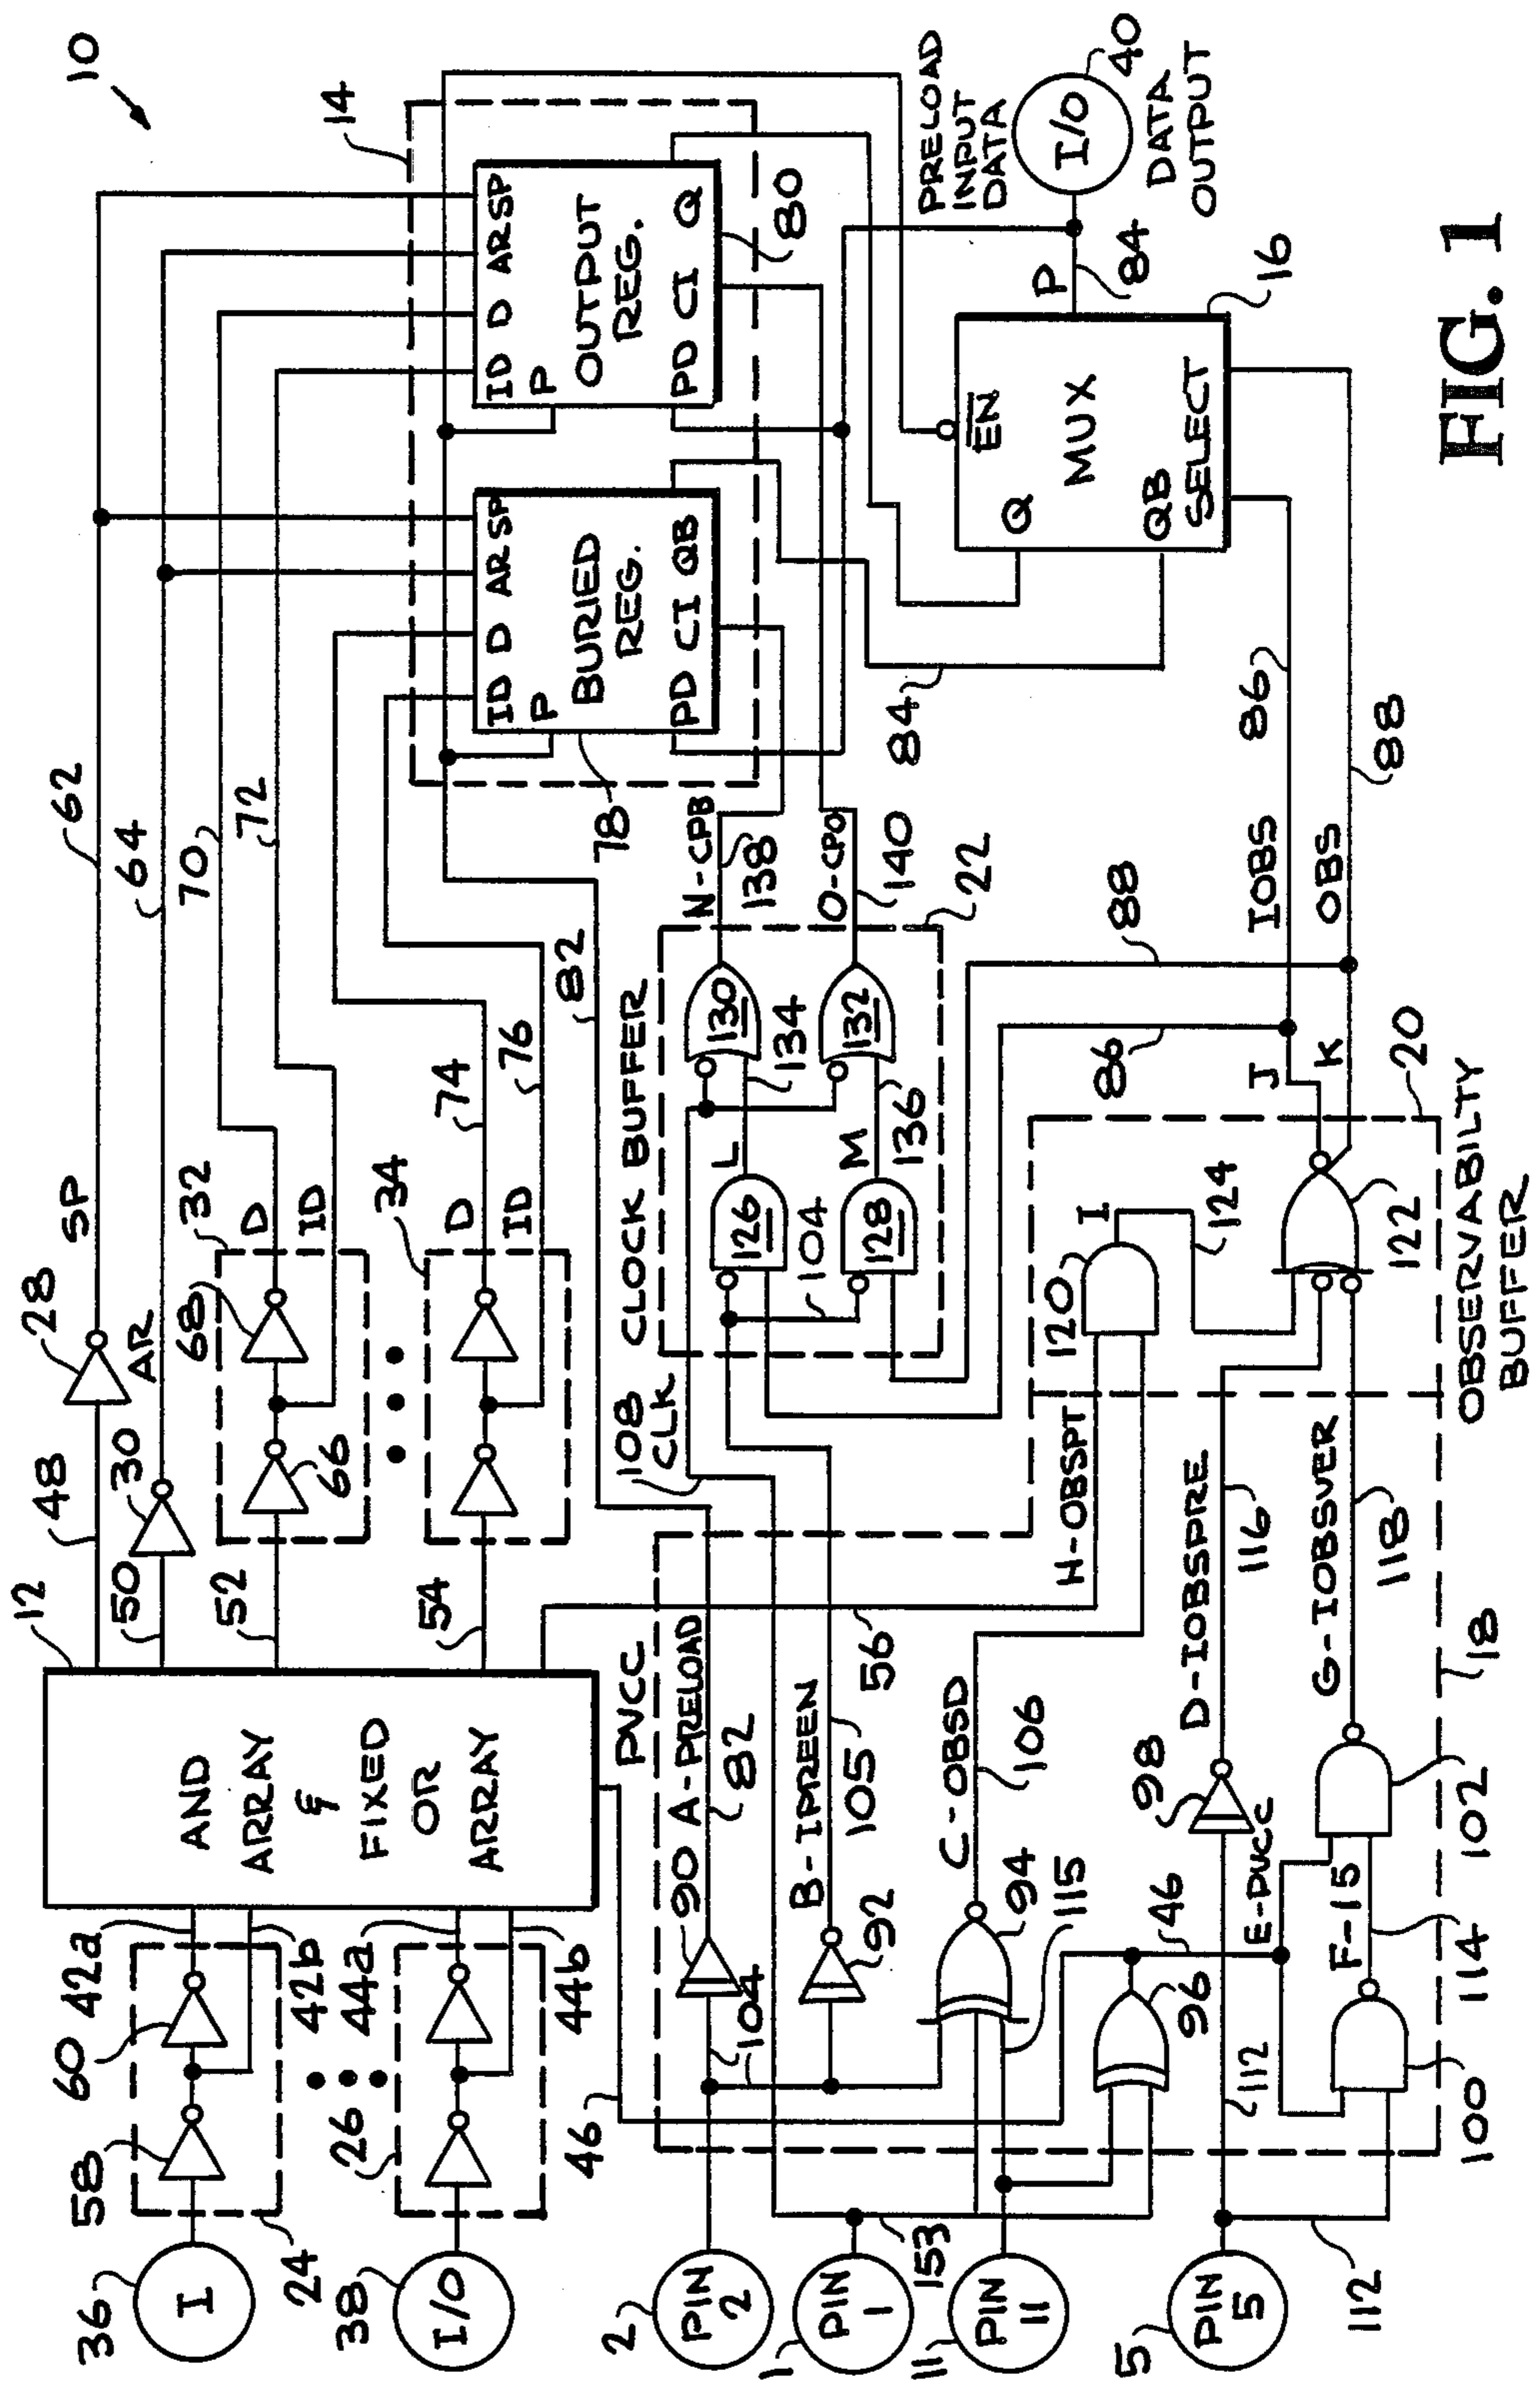 10
12
48
28
SP
62
14
50
30
AR
64
52
32
68
66
D
ID
70
72
54
34
D
ID
74
76
82
AND
ARRAY
&
FIXED
OR
ARRAY
36
I
58
60
42a
42b
24
38
I/O
26
44a
44b
46
PVCC
56
ID D AR SP
P
BURIED
REG.
PD CI QB
78
ID D AR SP
P
OUTPUT
REG.
PD CI Q
80
108
CLK
CLOCK BUFFER
126
128
104
L
M
134
136
130
132
N-CPB
138
O-CPO
140
22
84
Q
EN
MUX
QB
SELECT
16
P
84
PRELOAD
INPUT
DATA
I/O
40
DATA
OUTPUT
2
PIN
2
104
90
A-PRELOAD
82
92
B-IPREEN
105
1
PIN
1
153
11
PIN
11
94
115
C-OBSD
106
96
46
E-PVCC
5
PIN
5
112
112
98
D-IOBSPRE
116
100
F-15
114
102
G-IOBSVER
118
18
H-OBSPT
120
I
124
122
J
K
20
OBSERVABILTY
BUFFER
86
88
IOBS
OBS
86
88
FIG. 1